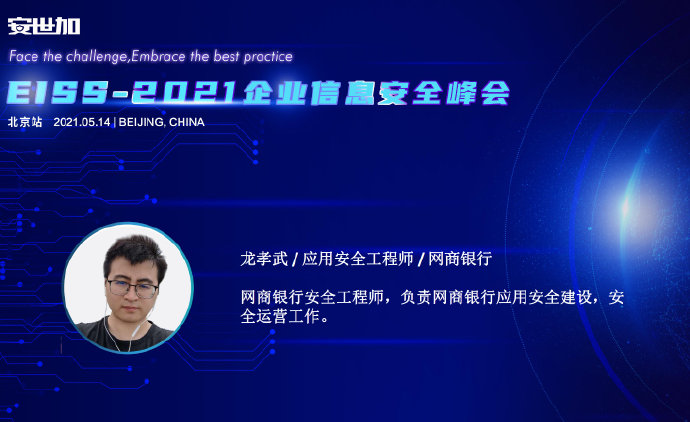 安世加
Face the challenge,Embrace the best practice
EISS-2021企业信息安全峰会
北京站 2021.05.14 | BEIJING, CHINA
龙孝武 / 应用安全工程师 / 网商银行
网商银行安全工程师，负责网商银行应用安全建设，安
全运营工作。